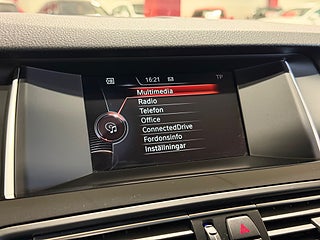 16:21 TP
Multimedia
Radio
Telefon
Office
ConnectedDrive
Fordonsinfo
Inställningar